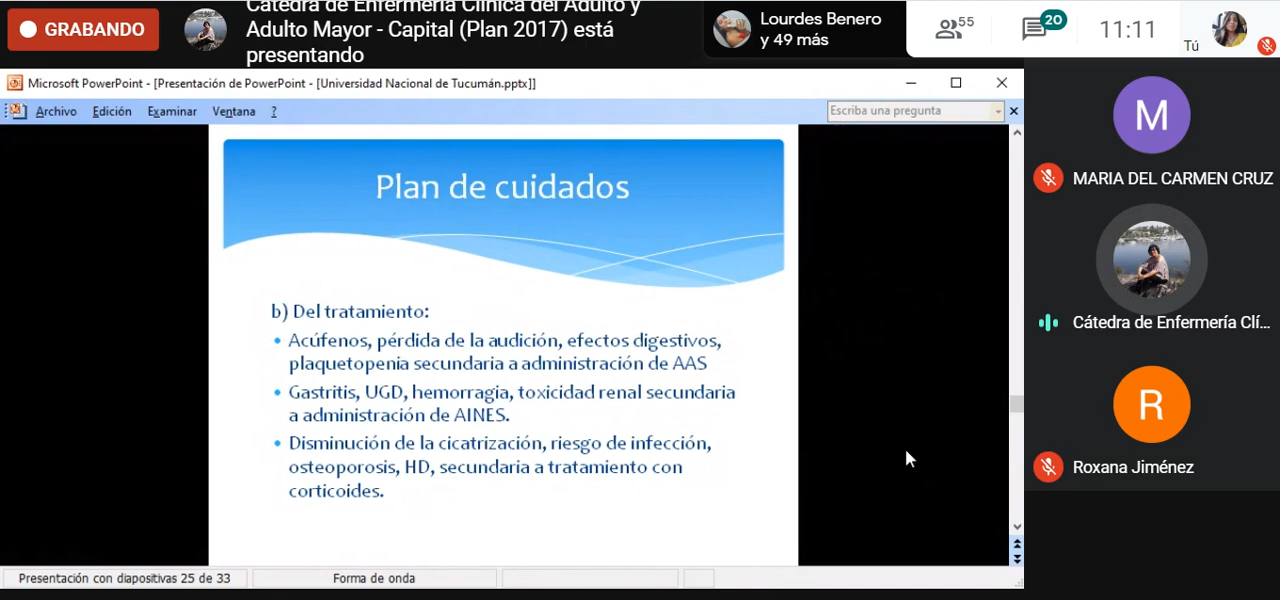 GRABANDO
Cátedra de Enfermería Clínica del Adulto y
Adulto Mayor - Capital (Plan 2017) está
presentando
Lourdes Benero
y 49 más
55
20
11:11
Tú
Microsoft PowerPoint - [Presentación de PowerPoint - [Universidad Nacional de Tucumán.pptx]]
Archivo Edición Examinar Ventana ?
Escriba una pregunta
Plan de cuidados
b) Del tratamiento:
• Acúfenos, pérdida de la audición, efectos digestivos,
plaquetopenia secundaria a administración de AAS
• Gastritis, UGD, hemorragia, toxicidad renal secundaria
a administración de AINES.
• Disminución de la cicatrización, riesgo de infección,
osteoporosis, HD, secundaria a tratamiento con
corticoides.
Presentación con diapositivas 25 de 33
Forma de onda
M
MARIA DEL CARMEN CRUZ
Cátedra de Enfermería Clí...
R
Roxana Jiménez